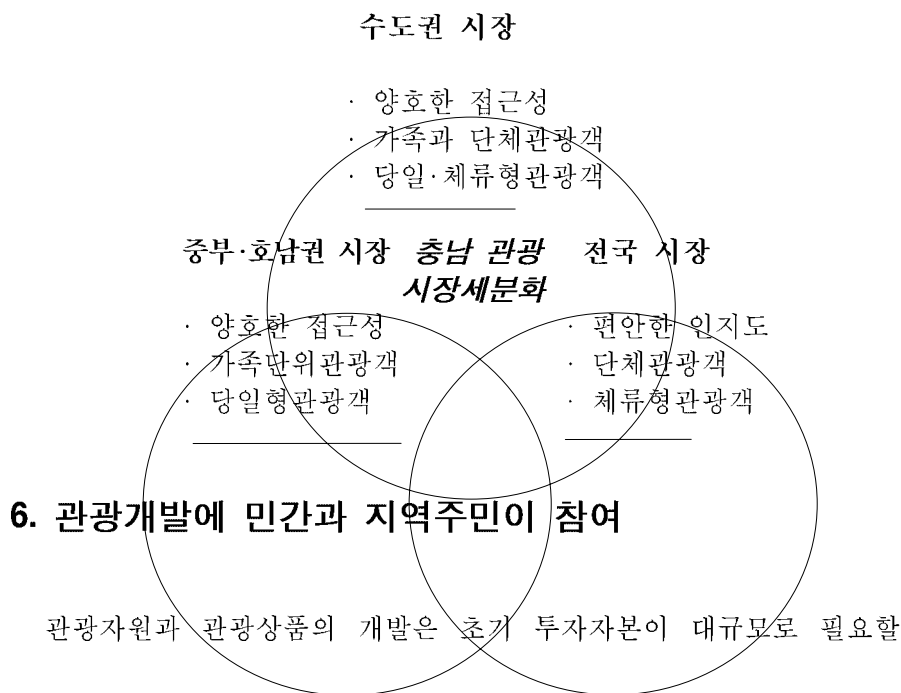 수도권 시장
· 양호한 접근성
· 가족과 단체관광객
· 당일·체류형관광객
중부·호남권 시장
충남 관광
시장세분화
전국 시장
· 양호한 접근성
· 가족단위관광객
· 당일형관광객
· 편안한 인지도
· 단체관광객
· 체류형관광객
6. 관광개발에 민간과 지역주민이 참여
관광자원과 관광상품의 개발은 초기 투자자본이 대규모로 필요할